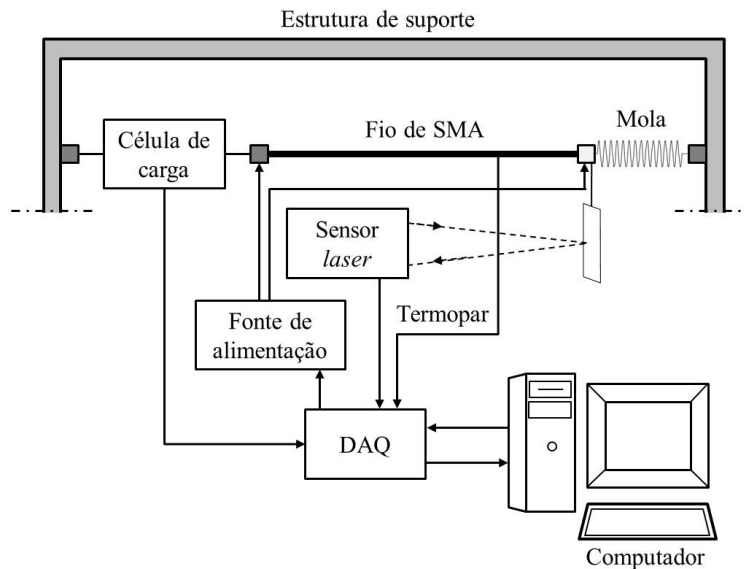 Estrutura de suporte
Célula de
carga
Fio de SMA
Mola
Sensor
laser
Termopar
Fonte de
alimentação
DAQ
Computador